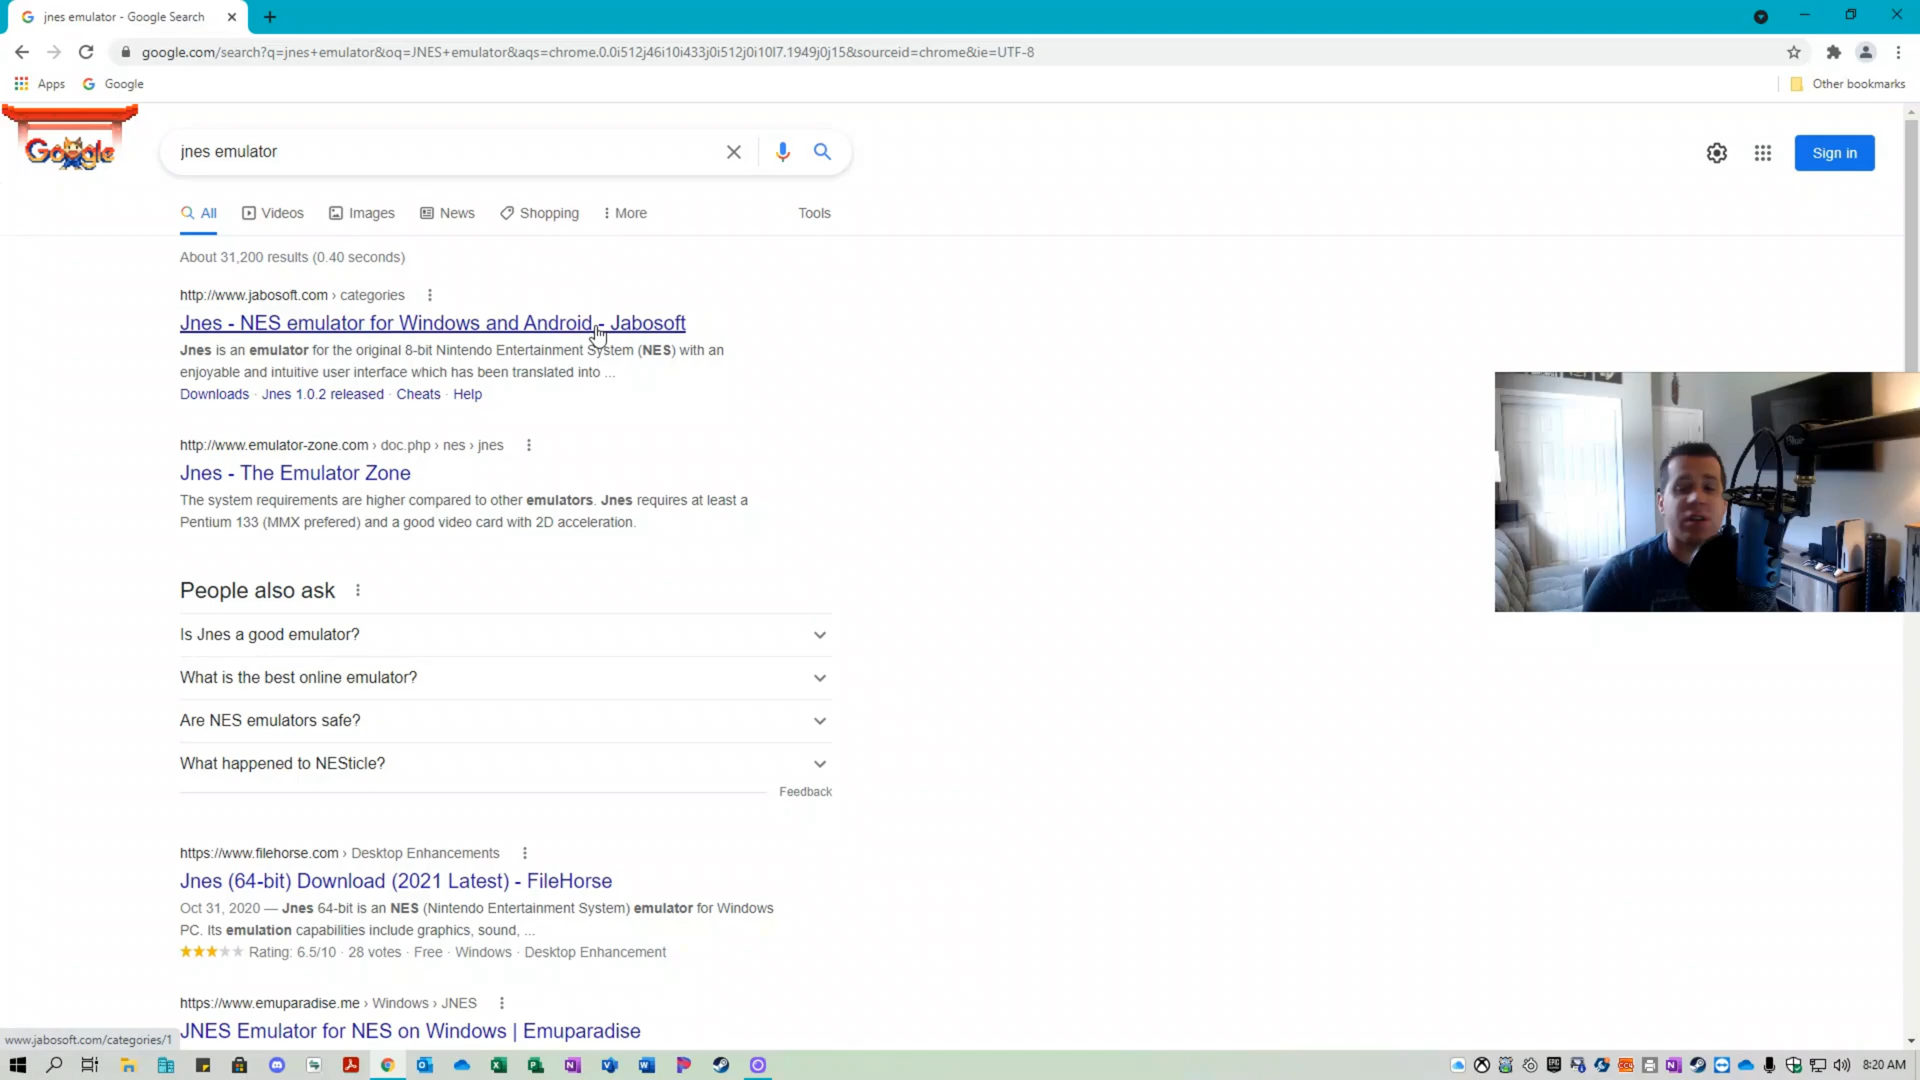 jnes emulator - Google Search
google.com/search?q=jnes+emulator&oq=JNES+emulator&aqs=chrome.0.0i512j46i10i433j0i512j0i10l7.1949j0j15&sourceid=chrome&ie=UTF-8
Apps
Google
Other bookmarks
Google
jnes emulator
Sign in
All
Videos
Images
News
Shopping
More
Tools
About 31,200 results (0.40 seconds)
http://www.jabosoft.com › categories
Jnes - NES emulator for Windows and Android - Jabosoft
Jnes is an emulator for the original 8-bit Nintendo Entertainment System (NES) with an
enjoyable and intuitive user interface which has been translated into ...
Downloads · Jnes 1.0.2 released · Cheats · Help
http://www.emulator-zone.com › doc.php › nes › jnes
Jnes - The Emulator Zone
The system requirements are higher compared to other emulators. Jnes requires at least a
Pentium 133 (MMX prefered) and a good video card with 2D acceleration.
People also ask
Is Jnes a good emulator?
What is the best online emulator?
Are NES emulators safe?
What happened to NESticle?
Feedback
https://www.filehorse.com › Desktop Enhancements
Jnes (64-bit) Download (2021 Latest) - FileHorse
Oct 31, 2020 — Jnes 64-bit is an NES (Nintendo Entertainment System) emulator for Windows
PC. Its emulation capabilities include graphics, sound, ...
Rating: 6.5/10 · 28 votes · Free · Windows · Desktop Enhancement
https://www.emuparadise.me › Windows › JNES
JNES Emulator for NES on Windows | Emuparadise
www.jabosoft.com/categories/1
8:20 AM